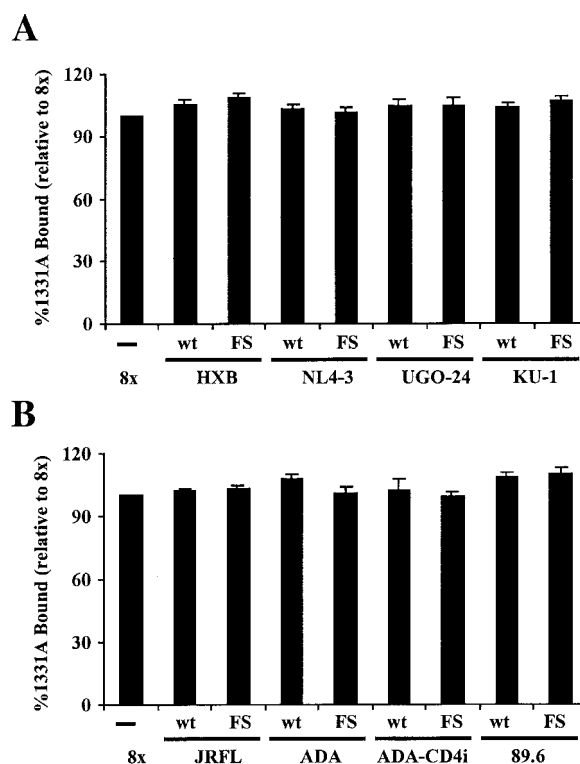 A
%1331A Bound (relative to 8x)
120
90
60
30
0
wt FS wt FS wt FS wt FS
8x HXB NL4-3 UGO-24 KU-1
B
%1331A Bound (relative to 8x)
120
90
60
30
0
wt FS wt FS wt FS wt FS
8x JRFL ADA ADA-CD4i 89.6